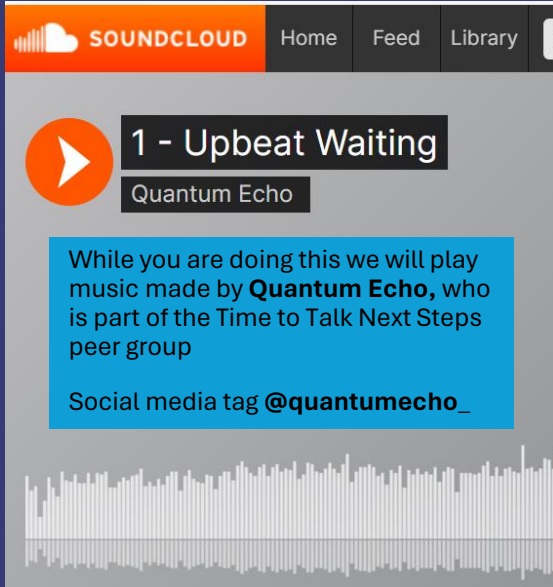 SOUNDCLOUD Home Feed Library
1 - Upbeat Waiting
Quantum Echo
While you are doing this we will play
music made by Quantum Echo, who
is part of the Time to Talk Next Steps
peer group
Social media tag @quantumecho_